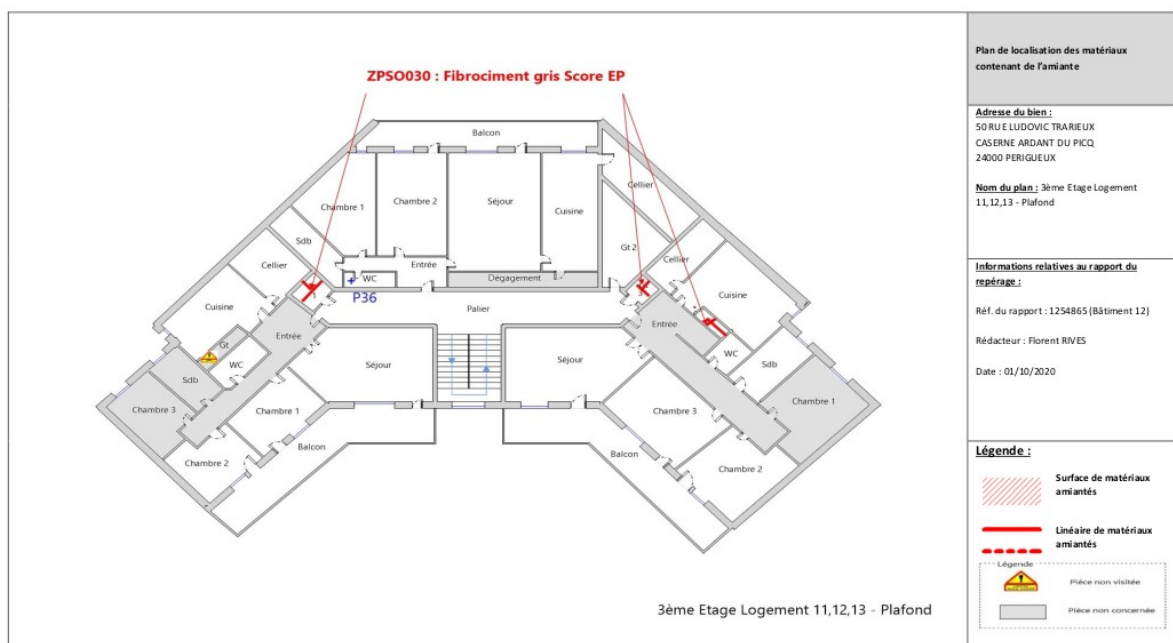 ZPSO030 : Fibrociment gris Score EP
Balcon
Cellier
Chambre 1
Chambre 2
Séjour
Cuisine
Sdb
Gt 2
Cellier
Entrée
WC
Dégagement
Cellier
P36
Cuisine
Cuisine
Palier
Entrée
Entrée
Gt
WC
WC
Séjour
Séjour
Sdb
Sdb
Chambre 3
Chambre 1
Chambre 3
Chambre 1
Balcon
Balcon
Chambre 2
Chambre 2
3ème Etage Logement 11,12,13 - Plafond
Plan de localisation des matériaux
contenant de l'amiante
Adresse du bien :
50 RUE LUDOVIC TRARIEUX
CASERNE ARDANT DU PICQ
24000 PERIGUEUX
Nom du plan : 3ème Etage Logement
11,12,13 - Plafond
Informations relatives au rapport du
repérage :
Réf. du rapport : 1254865 (Bâtiment 12)
Rédacteur : Florent RIVES
Date : 01/10/2020
Légende :
Surface de matériaux
amiantés
Linéaire de matériaux
amiantés
Légende
Pièce non visitée
Pièce non concernée